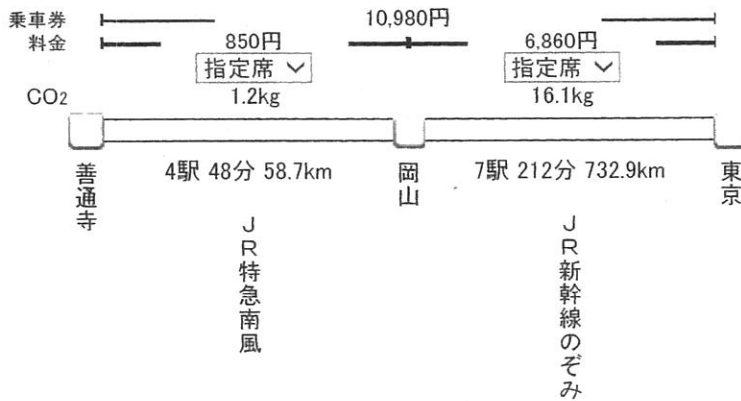 乗車券 10,980円
料金 850円 6,860円
指定席 指定席
CO2 1.2kg 16.1kg
善通寺 4駅 48分 58.7km 岡山 7駅 212分 732.9km 東京
JR特急南風 JR新幹線のぞみ